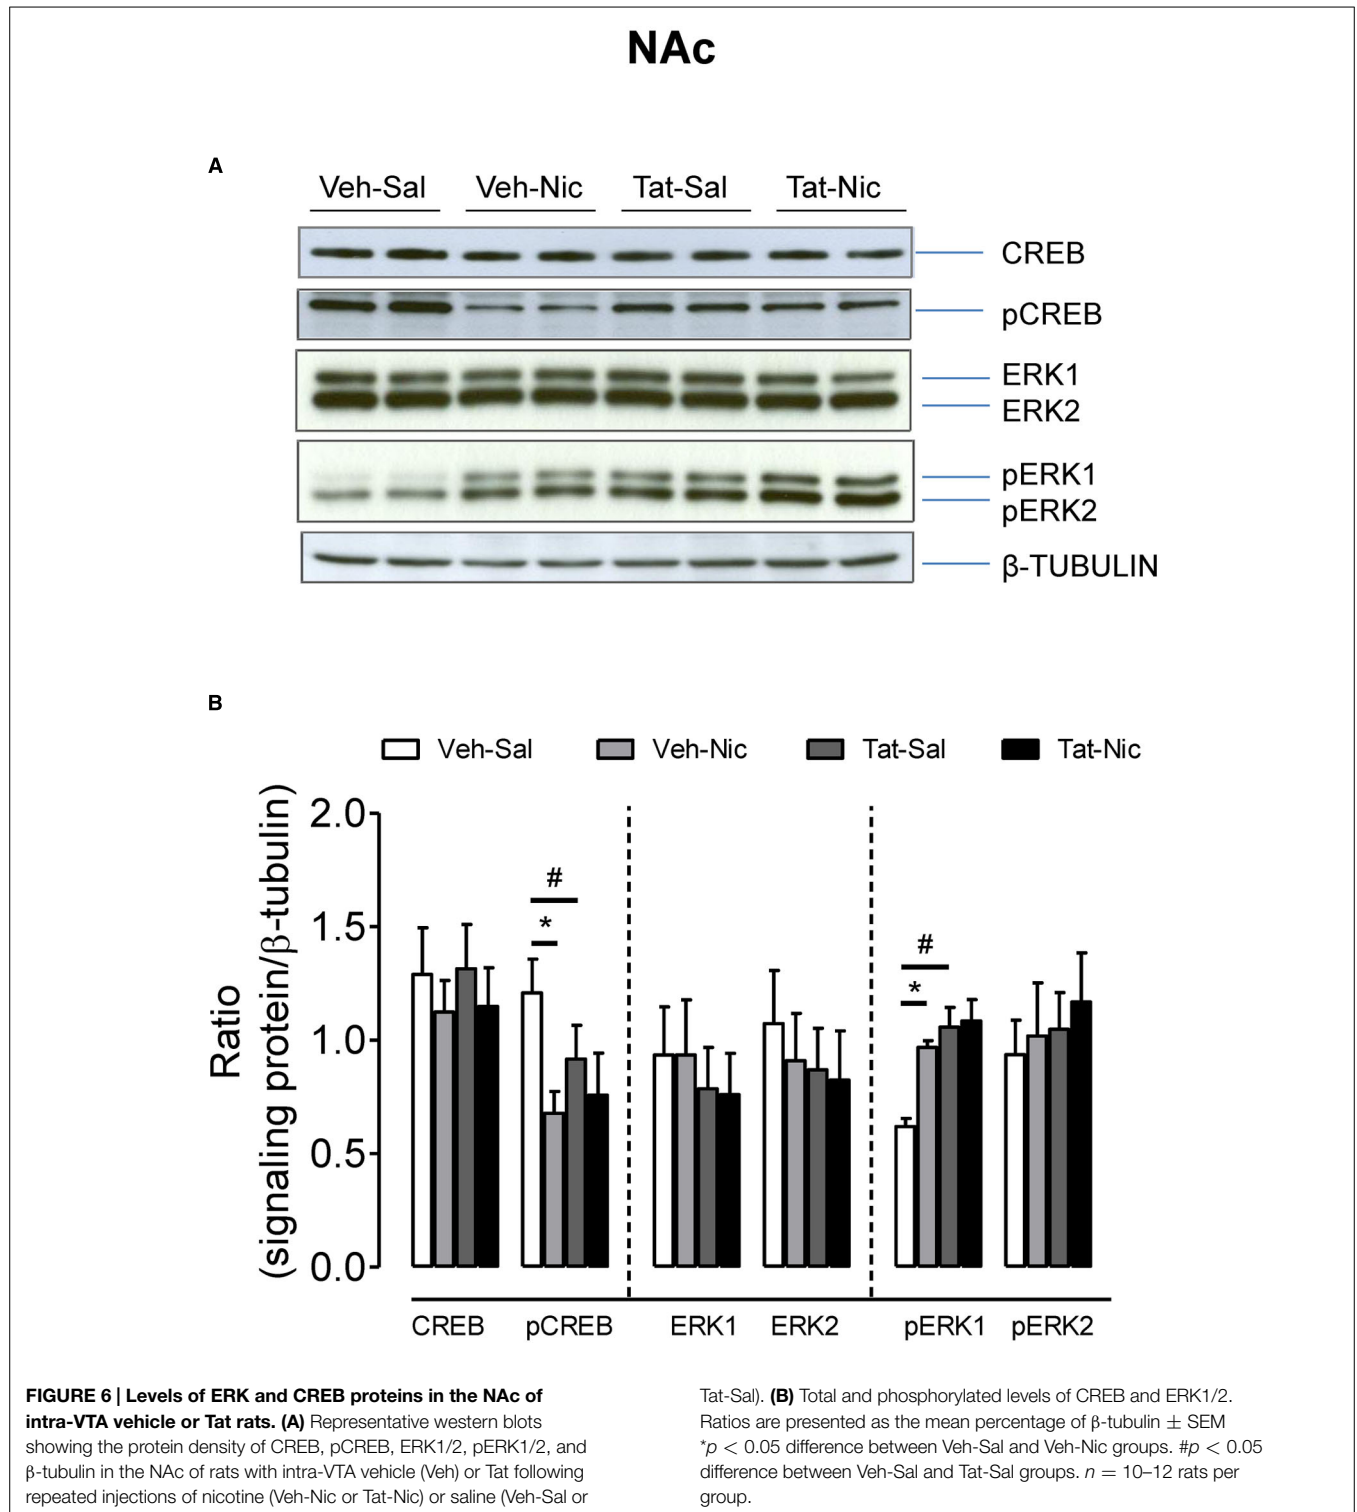 NAc
A
Veh-Sal Veh-Nic Tat-Sal Tat-Nic
CREB
pCREB
ERK1
ERK2
pERK1
pERK2
β-TUBULIN
B
Veh-Sal Veh-Nic Tat-Sal Tat-Nic
Ratio
(signaling protein/β-tubulin)
2.0
1.5
1.0
0.5
0.0
#
*
#
*
CREB pCREB ERK1 ERK2 pERK1 pERK2
FIGURE 6 | Levels of ERK and CREB proteins in the NAc of
intra-VTA vehicle or Tat rats. (A) Representative western blots
showing the protein density of CREB, pCREB, ERK1/2, pERK1/2, and
β-tubulin in the NAc of rats with intra-VTA vehicle (Veh) or Tat following
repeated injections of nicotine (Veh-Nic or Tat-Nic) or saline (Veh-Sal or
Tat-Sal). (B) Total and phosphorylated levels of CREB and ERK1/2.
Ratios are presented as the mean percentage of β-tubulin ± SEM
*p < 0.05 difference between Veh-Sal and Veh-Nic groups. #p < 0.05
difference between Veh-Sal and Tat-Sal groups. n = 10–12 rats per
group.